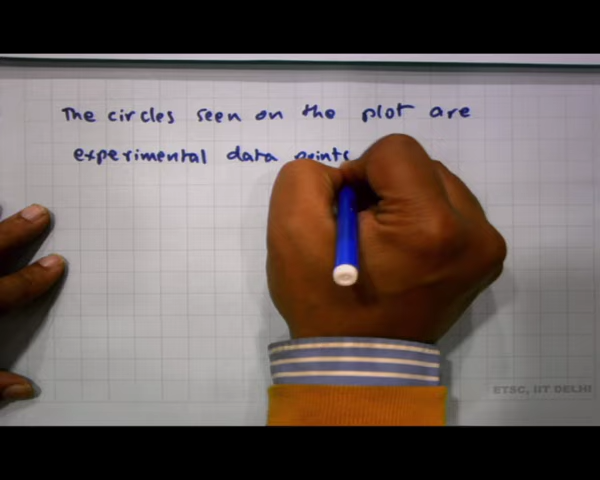 The circles seen on the plot are
experimental data points
ETSC, IIT DELHI